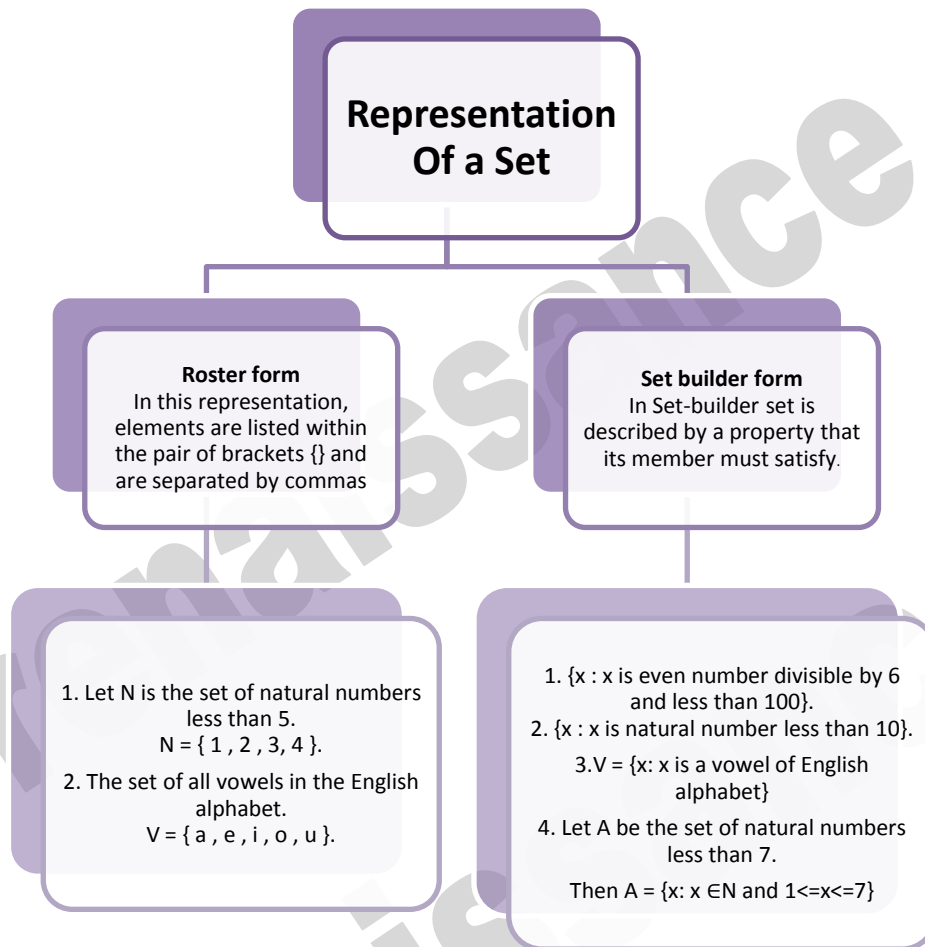 Representation
Of a Set
Roster form
In this representation,
elements are listed within
the pair of brackets {} and
are separated by commas
Set builder form
In Set-builder set is
described by a property that
its member must satisfy.
1. Let N is the set of natural numbers
less than 5.
N = { 1 , 2 , 3, 4 }.
2. The set of all vowels in the English
alphabet.
V = { a , e , i , o , u }.
1. {x : x is even number divisible by 6
and less than 100}.
2. {x : x is natural number less than 10}.
3.V = {x: x is a vowel of English
alphabet}
4. Let A be the set of natural numbers
less than 7.
Then A = {x: x ∈N and 1<=x<=7}
renaissance